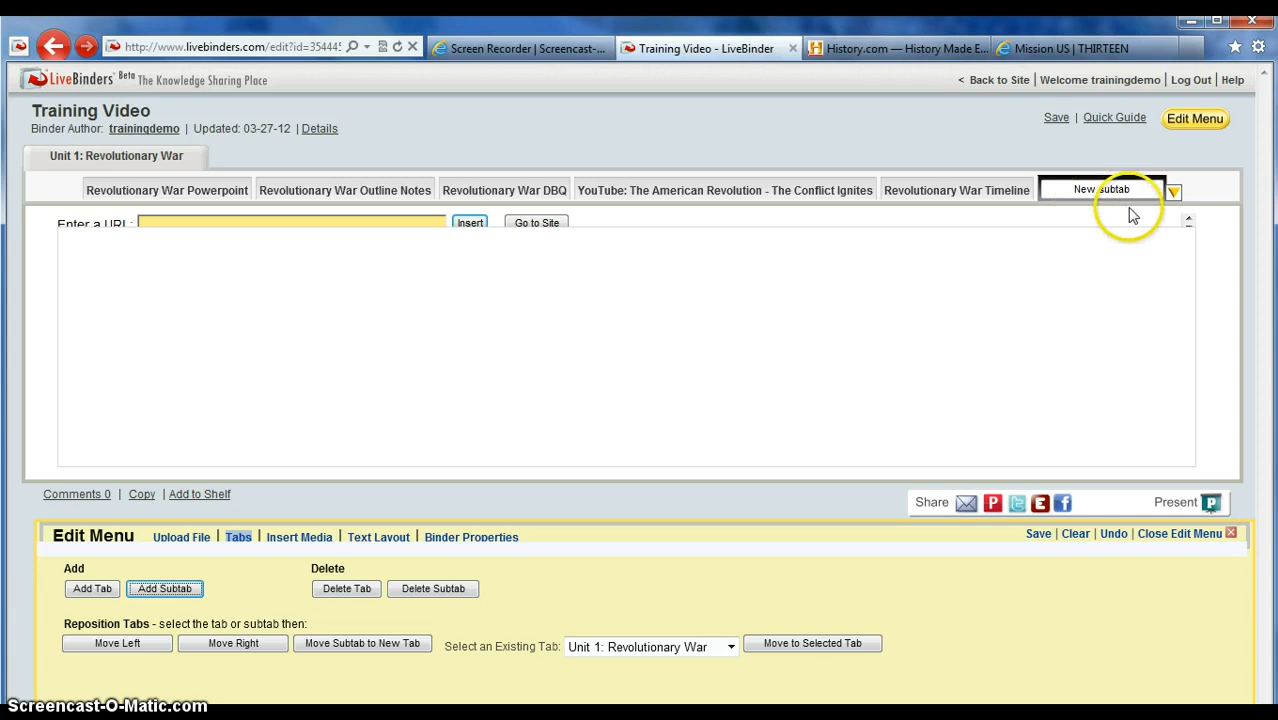 http://www.livebinders.com/edit?id=35444!
Screen Recorder | Screencast-...
Training Video - LiveBinder
History.com — History Made E...
Mission US | THIRTEEN
LiveBinders Beta The Knowledge Sharing Place
< Back to Site | Welcome trainingdemo | Log Out | Help
Training Video
Binder Author: trainingdemo | Updated: 03-27-12 | Details
Save | Quick Guide
Edit Menu
Unit 1: Revolutionary War
Revolutionary War Powerpoint
Revolutionary War Outline Notes
Revolutionary War DBQ
YouTube: The American Revolution - The Conflict Ignites
Revolutionary War Timeline
New subtab
Enter a URL:
Insert
Go to Site
Comments 0 | Copy | Add to Shelf
Share
Present
Edit Menu
Upload File | Tabs | Insert Media | Text Layout | Binder Properties
Save | Clear | Undo | Close Edit Menu
Add
Delete
Add Tab
Add Subtab
Delete Tab
Delete Subtab
Reposition Tabs - select the tab or subtab then:
Move Left
Move Right
Move Subtab to New Tab
Select an Existing Tab:
Unit 1: Revolutionary War
Move to Selected Tab
Screencast-O-Matic.com